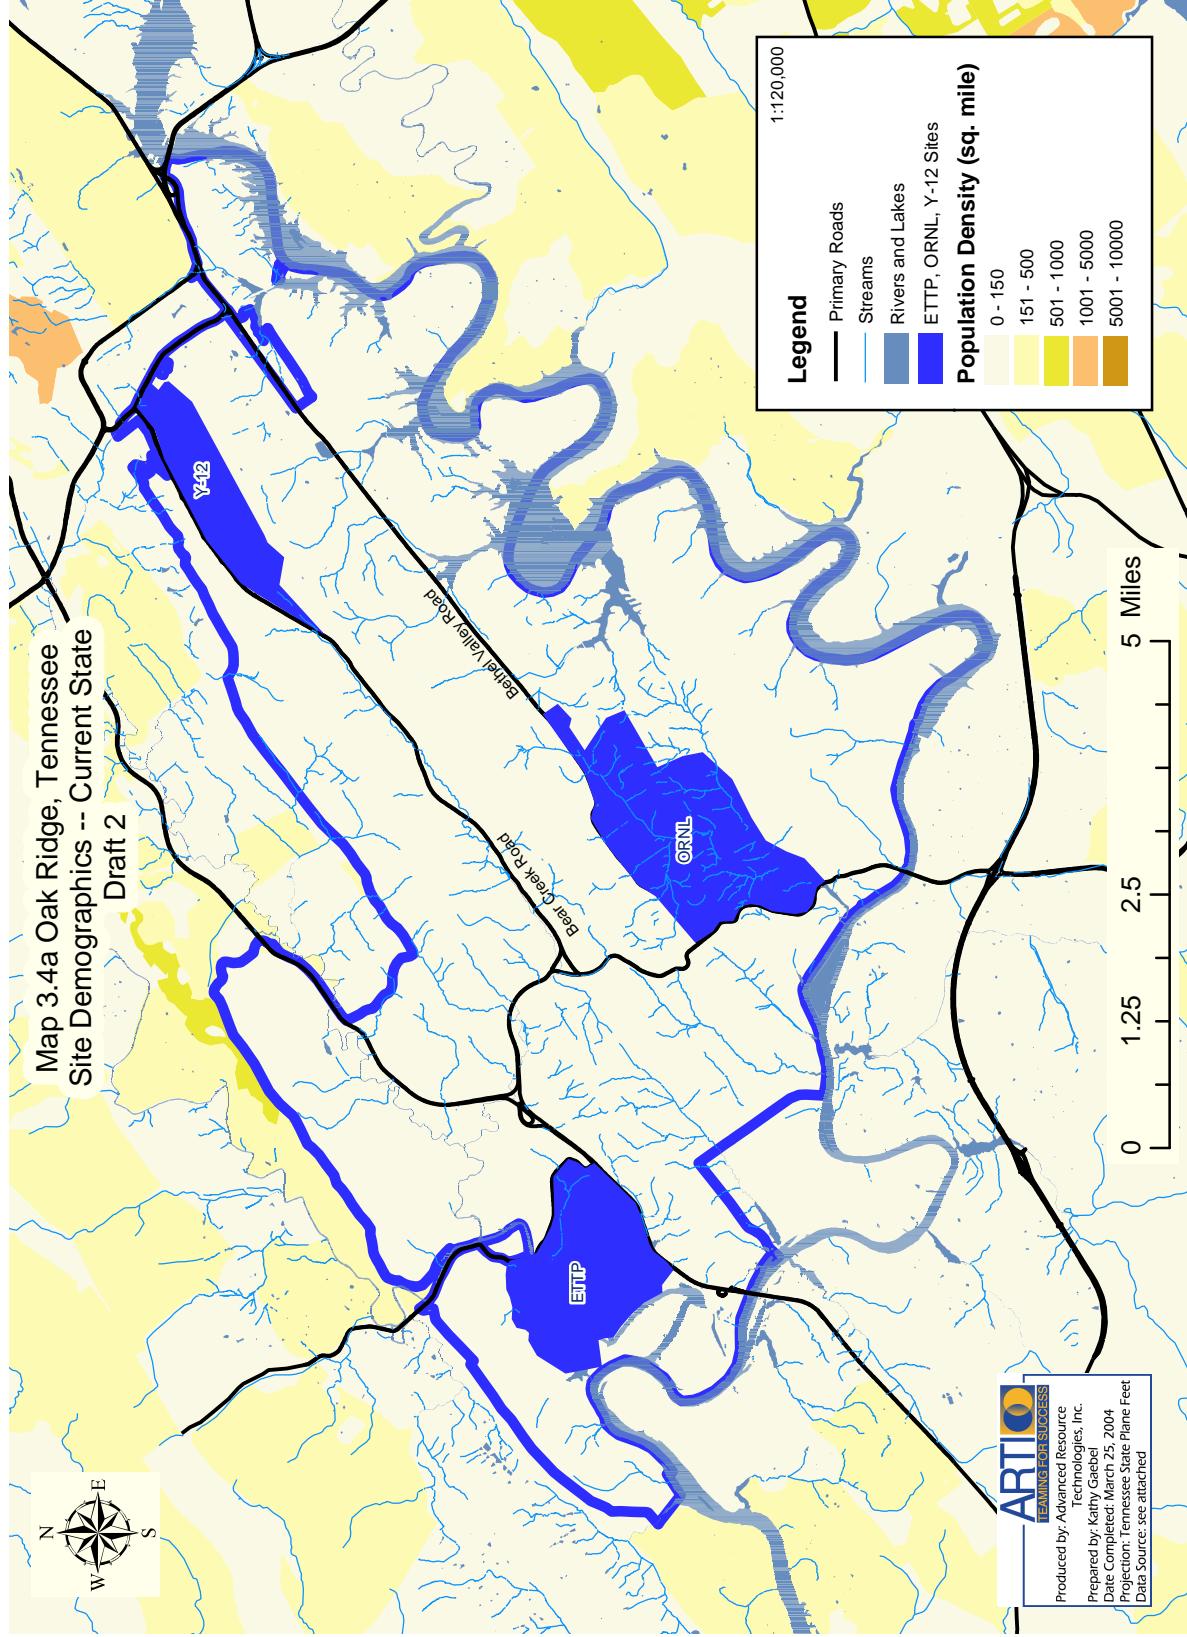 Map 3.4a Oak Ridge, Tennessee
Site Demographics -- Current State
Draft 2
N
W
E
S
Y-12
Bethel Valley Road
Bear Creek Road
ORNL
ETTP
Legend
1:120,000
Primary Roads
Streams
Rivers and Lakes
ETTP, ORNL, Y-12 Sites
Population Density (sq. mile)
0 - 150
151 - 500
501 - 1000
1001 - 5000
5001 - 10000
0 1.25 2.5 5 Miles
ARTI
TEAMING FOR SUCCESS
Produced by: Advanced Resource
Technologies, Inc.
Prepared by: Kathy Gaebel
Date Completed: March 25, 2004
Projection: Tennessee State Plane Feet
Data Source: see attached